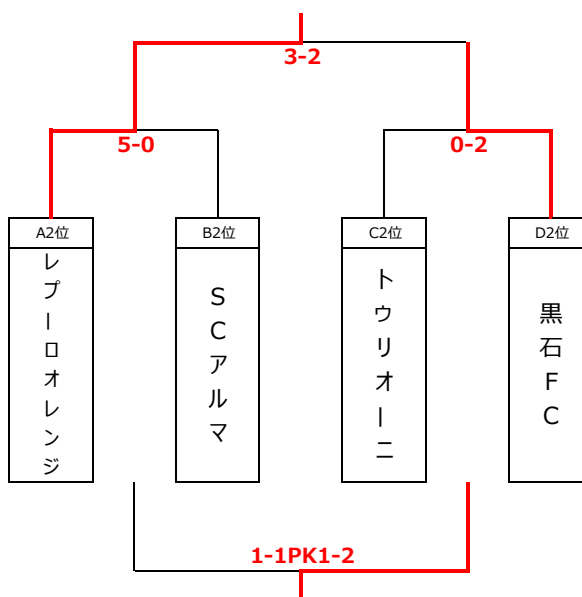 3-2
5-0
0-2
A2位
B2位
C2位
D2位
レプーロオレンジ
SCアルマ
トゥリオーニ
黒石FC
1-1PK1-2